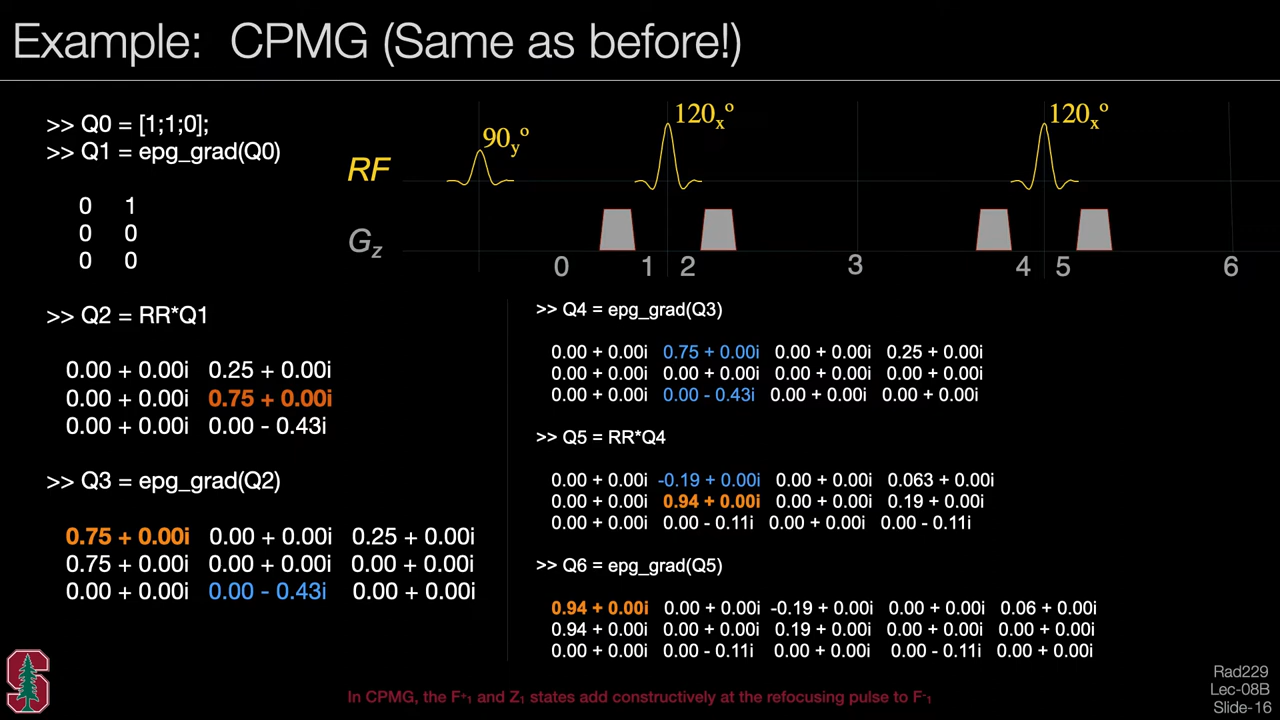 Example: CPMG (Same as before!)
>> Q0 = [1;1;0];
>> Q1 = epg_grad(Q0)
0 1
0 0
0 0
>> Q2 = RR*Q1
0.00 + 0.00i 0.25 + 0.00i
0.00 + 0.00i 0.75 + 0.00i
0.00 + 0.00i 0.00 - 0.43i
>> Q3 = epg_grad(Q2)
0.75 + 0.00i 0.00 + 0.00i 0.25 + 0.00i
0.75 + 0.00i 0.00 + 0.00i 0.00 + 0.00i
0.00 + 0.00i 0.00 - 0.43i 0.00 + 0.00i
90yº 120xº 120xº
RF
Gz
0 1 2 3 4 5 6
>> Q4 = epg_grad(Q3)
0.00 + 0.00i 0.75 + 0.00i 0.00 + 0.00i 0.25 + 0.00i
0.00 + 0.00i 0.00 + 0.00i 0.00 + 0.00i 0.00 + 0.00i
0.00 + 0.00i 0.00 - 0.43i 0.00 + 0.00i 0.00 + 0.00i
>> Q5 = RR*Q4
0.00 + 0.00i -0.19 + 0.00i 0.00 + 0.00i 0.063 + 0.00i
0.00 + 0.00i 0.94 + 0.00i 0.00 + 0.00i 0.19 + 0.00i
0.00 + 0.00i 0.00 - 0.11i 0.00 + 0.00i 0.00 - 0.11i
>> Q6 = epg_grad(Q5)
0.94 + 0.00i 0.00 + 0.00i -0.19 + 0.00i 0.00 + 0.00i 0.06 + 0.00i
0.94 + 0.00i 0.00 + 0.00i 0.19 + 0.00i 0.00 + 0.00i 0.00 + 0.00i
0.00 + 0.00i 0.00 - 0.11i 0.00 + 0.00i 0.00 - 0.11i 0.00 + 0.00i
In CPMG, the F⁺₁ and Z₁ states add constructively at the refocusing pulse to F⁻₁
Rad229
Lec-08B
Slide-16